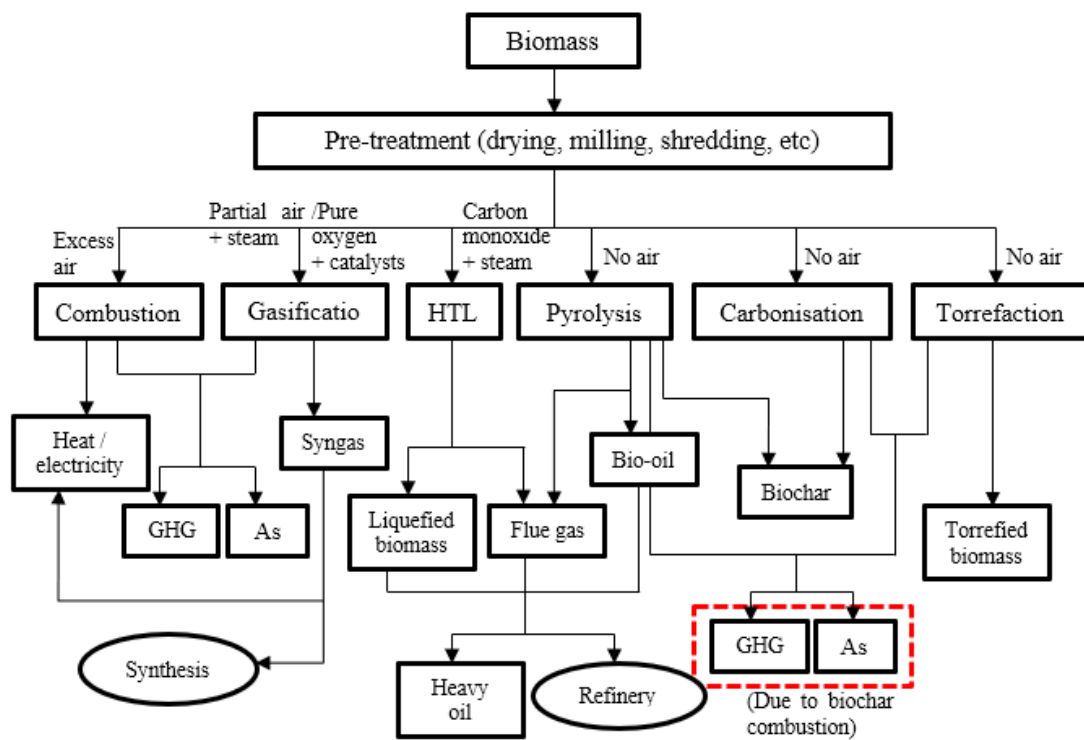 Biomass
Pre-treatment (drying, milling, shredding, etc)
Excess
air
Partial air /Pure
+ steam oxygen
+ catalysts
Carbon
monoxide
+ steam
No air
No air
No air
Combustion
Gasificatio
HTL
Pyrolysis
Carbonisation
Torrefaction
Heat /
electricity
Syngas
Bio-oil
Biochar
GHG
As
Liquefied
biomass
Flue gas
Torrefied
biomass
GHG
As
Synthesis
Heavy
oil
Refinery
(Due to biochar
combustion)